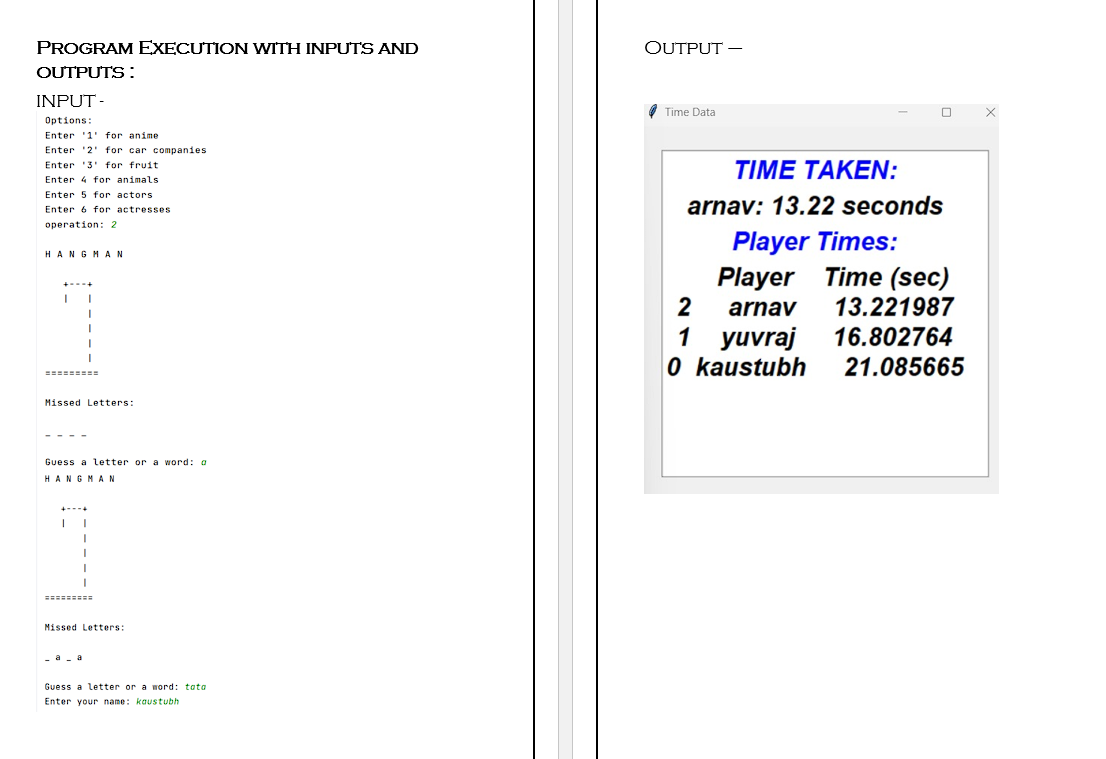 PROGRAM EXECUTION WITH INPUTS AND
OUTPUTS :
INPUT -
Options:
Enter '1' for anime
Enter '2' for car companies
Enter '3' for fruit
Enter 4 for animals
Enter 5 for actors
Enter 6 for actresses
operation: 2
H A N G M A N
+---+
|   |
|
|
|
|
=========
Missed Letters:
_ _ _ _
Guess a letter or a word: a
H A N G M A N
+---+
|   |
|
|
|
|
=========
Missed Letters:
_ a _ a
Guess a letter or a word: tata
Enter your name: kaustubh
OUTPUT –
Time Data
TIME TAKEN:
arnav: 13.22 seconds
Player Times:
Player Time (sec)
2 arnav 13.221987
1 yuvraj 16.802764
0 kaustubh 21.085665